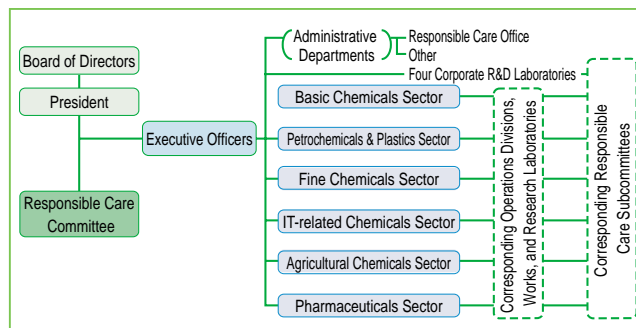 Board of Directors
President
Responsible Care
Committee
Executive Officers
Administrative
Departments
Responsible Care Office
Other
Four Corporate R&D Laboratories
Basic Chemicals Sector
Petrochemicals & Plastics Sector
Fine Chemicals Sector
IT-related Chemicals Sector
Agricultural Chemicals Sector
Pharmaceuticals Sector
Corresponding Operations Divisions,
Works, and Research Laboratories
Corresponding Responsible
Care Subcommittees